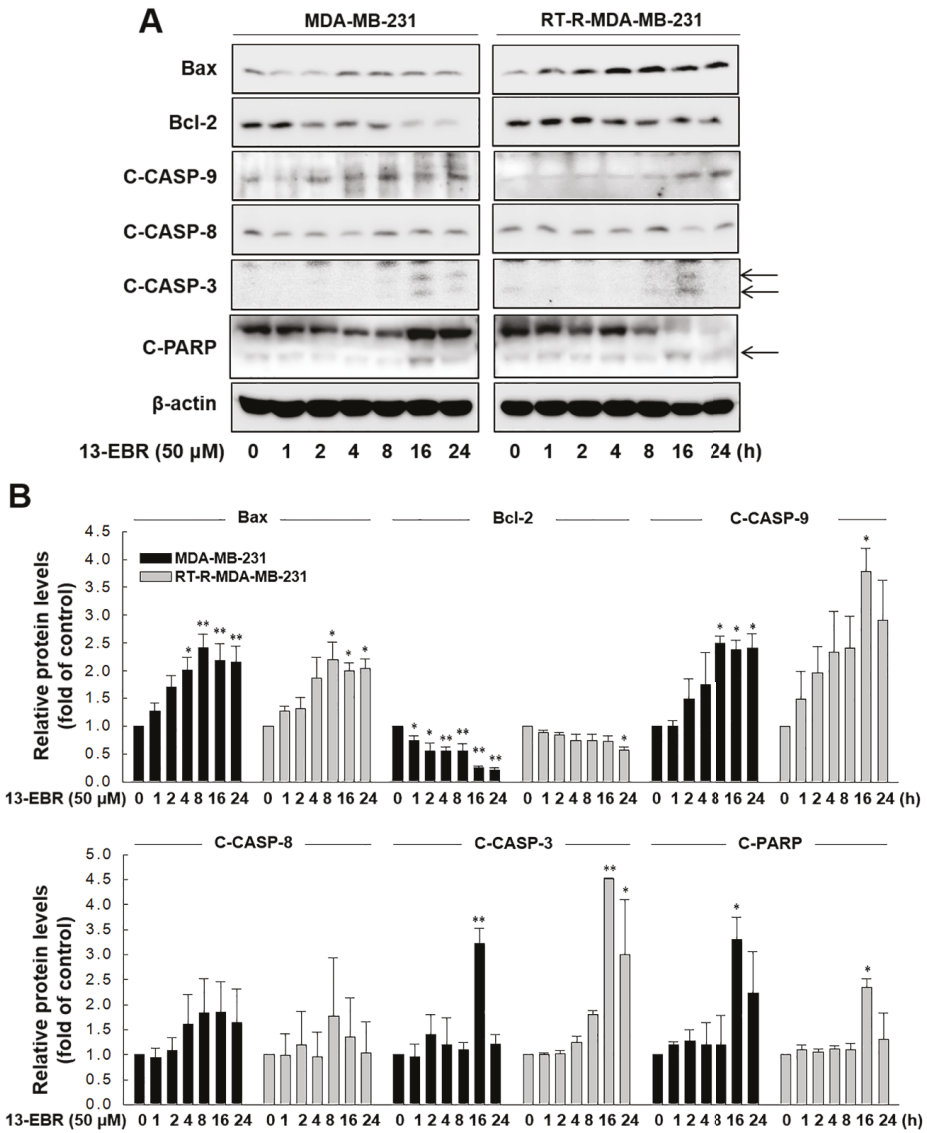 A
MDA-MB-231 RT-R-MDA-MB-231
Bax
Bcl-2
C-CASP-9
C-CASP-8
C-CASP-3
C-PARP
β-actin
13-EBR (50 µM) 0 1 2 4 8 16 24 0 1 2 4 8 16 24 (h)
B
Bax Bcl-2 C-CASP-9
Relative protein levels
(fold of control)
4.5
4.0
3.5
3.0
2.5
2.0
1.5
1.0
0.5
0.0
MDA-MB-231
RT-R-MDA-MB-231
* ** ** ** * * * * * ** ** ** ** * * * * *
13-EBR (50 µM) 0 1 2 4 8 16 24 0 1 2 4 8 16 24 0 1 2 4 8 16 24 0 1 2 4 8 16 24 0 1 2 4 8 16 24 0 1 2 4 8 16 24 (h)
C-CASP-8 C-CASP-3 C-PARP
Relative protein levels
(fold of control)
5.0
4.5
4.0
3.5
3.0
2.5
2.0
1.5
1.0
0.5
0.0
** ** * * *
13-EBR (50 µM) 0 1 2 4 8 16 24 0 1 2 4 8 16 24 0 1 2 4 8 16 24 0 1 2 4 8 16 24 0 1 2 4 8 16 24 0 1 2 4 8 16 24 (h)